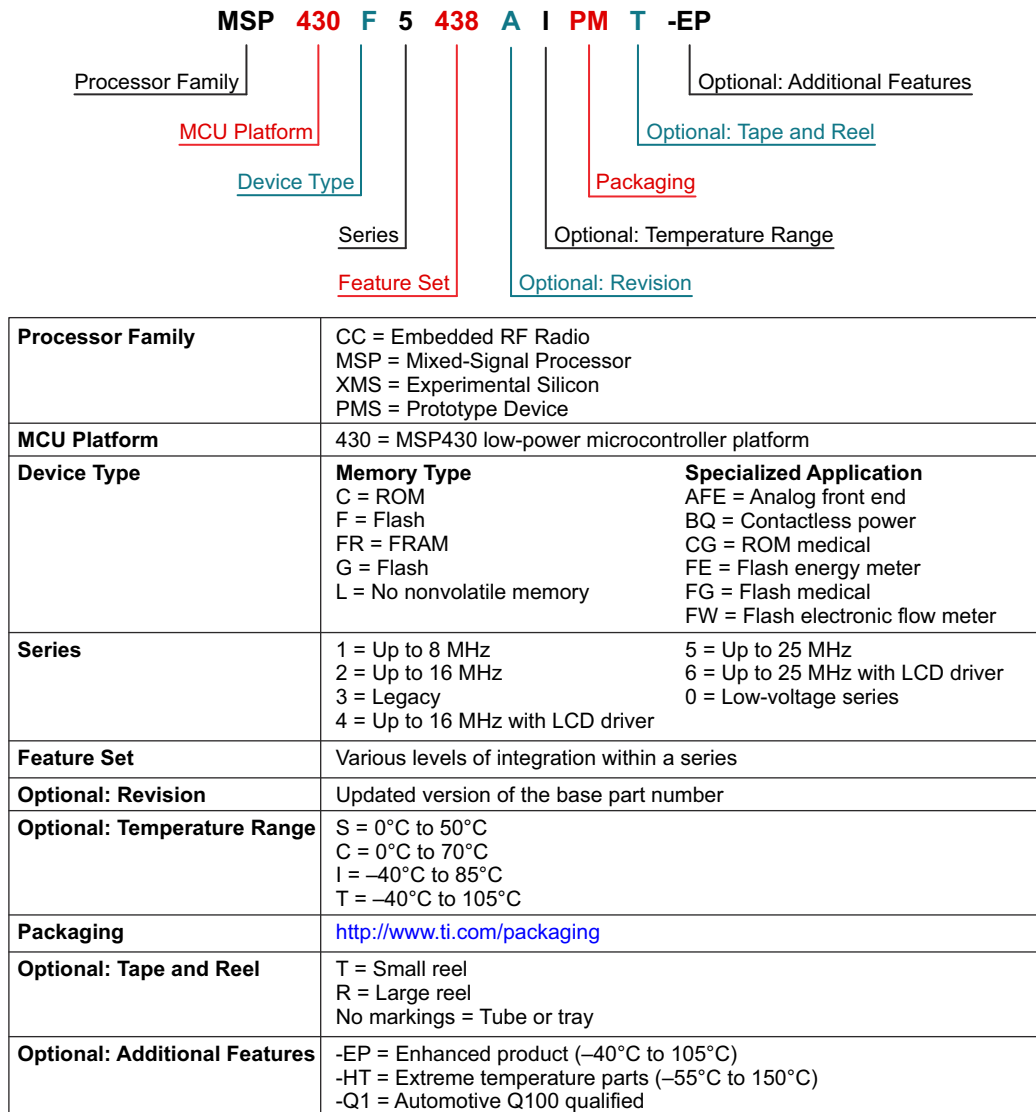 MSP 430 F 5 438 A I PM T -EP
Processor Family
Optional: Additional Features
MCU Platform
Optional: Tape and Reel
Device Type
Packaging
Series
Optional: Temperature Range
Feature Set
Optional: Revision
Processor Family
CC = Embedded RF Radio
MSP = Mixed-Signal Processor
XMS = Experimental Silicon
PMS = Prototype Device
MCU Platform
430 = MSP430 low-power microcontroller platform
Device Type
Memory Type
C = ROM
F = Flash
FR = FRAM
G = Flash
L = No nonvolatile memory
Specialized Application
AFE = Analog front end
BQ = Contactless power
CG = ROM medical
FE = Flash energy meter
FG = Flash medical
FW = Flash electronic flow meter
Series
1 = Up to 8 MHz
2 = Up to 16 MHz
3 = Legacy
4 = Up to 16 MHz with LCD driver
5 = Up to 25 MHz
6 = Up to 25 MHz with LCD driver
0 = Low-voltage series
Feature Set
Various levels of integration within a series
Optional: Revision
Updated version of the base part number
Optional: Temperature Range
S = 0°C to 50°C
C = 0°C to 70°C
I = –40°C to 85°C
T = –40°C to 105°C
Packaging
http://www.ti.com/packaging
Optional: Tape and Reel
T = Small reel
R = Large reel
No markings = Tube or tray
Optional: Additional Features
-EP = Enhanced product (–40°C to 105°C)
-HT = Extreme temperature parts (–55°C to 150°C)
-Q1 = Automotive Q100 qualified